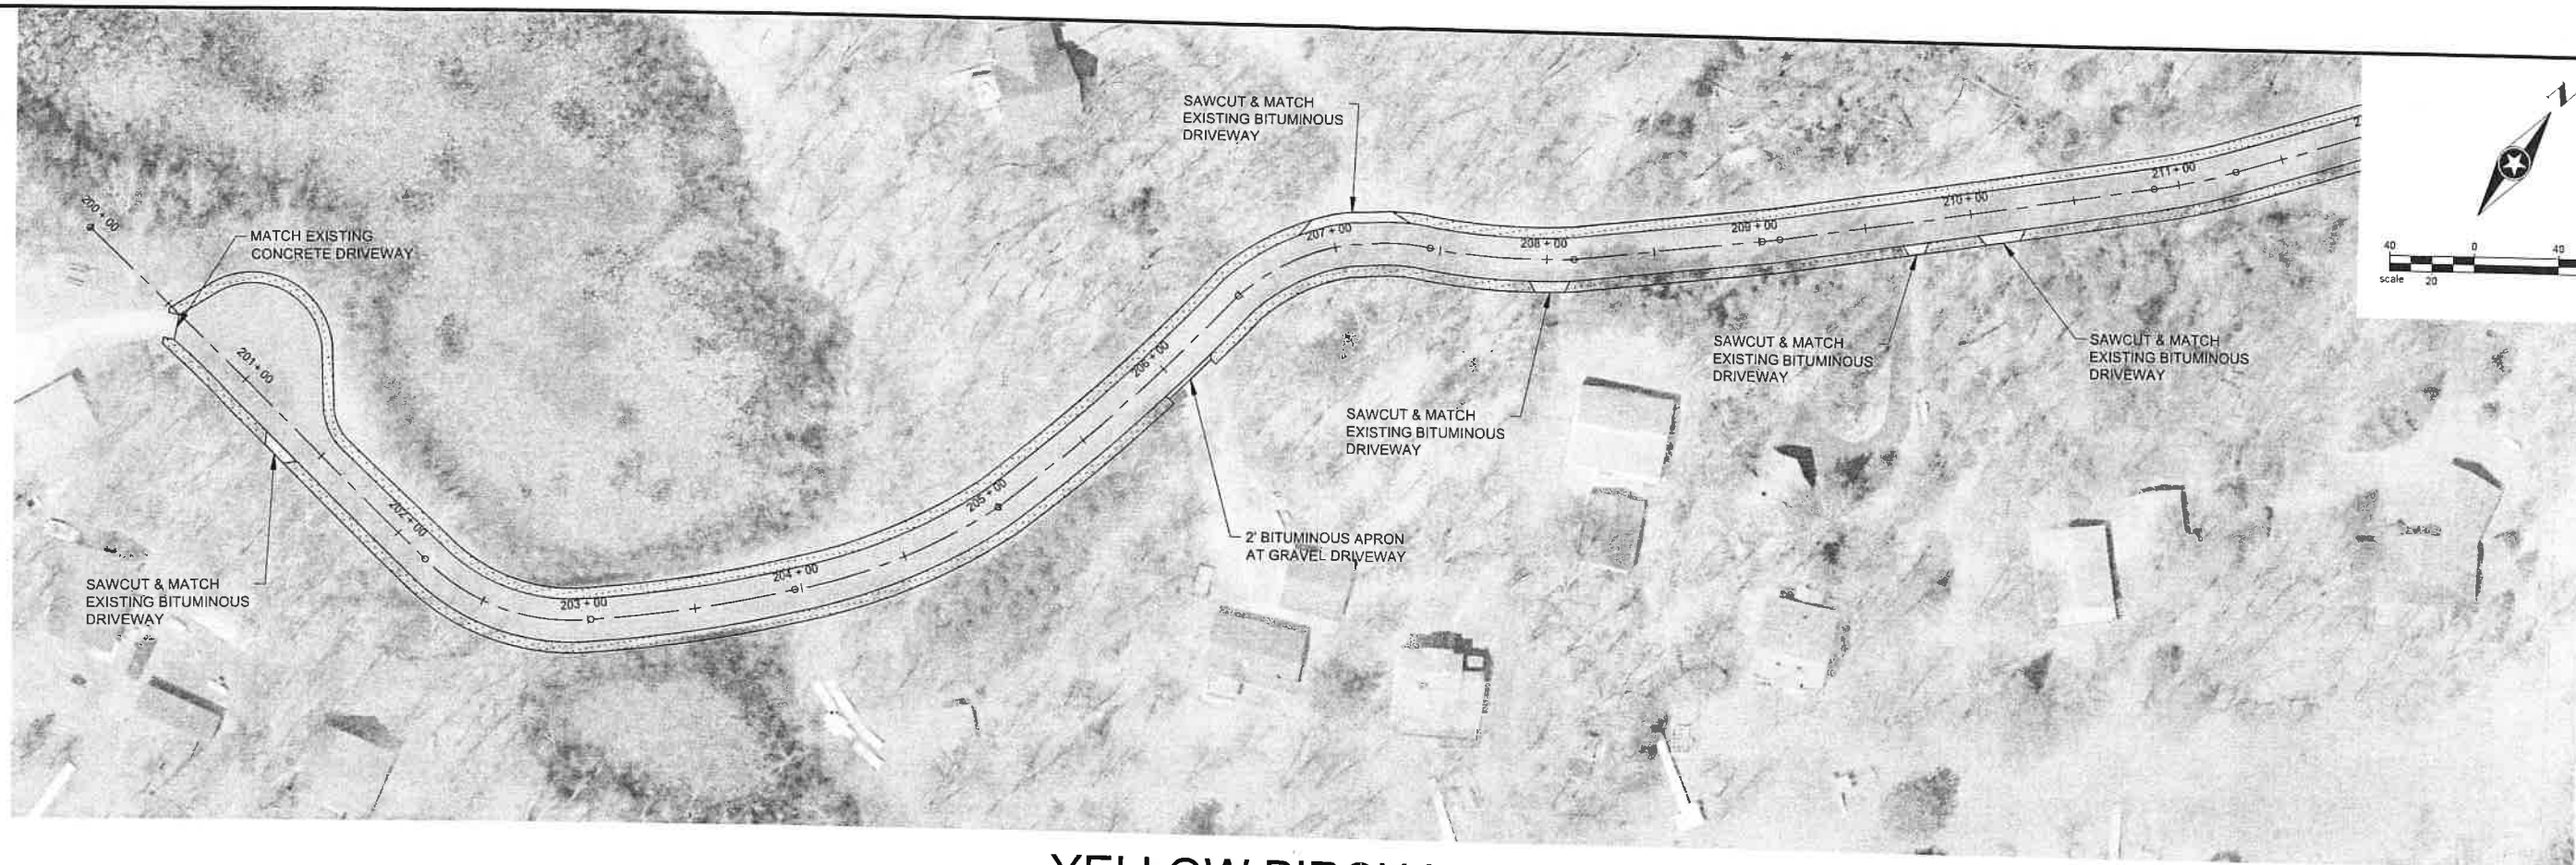 SAWCUT & MATCH
EXISTING BITUMINOUS
DRIVEWAY
N
200 + 00
MATCH EXISTING
CONCRETE DRIVEWAY
201 + 00
202 + 00
203 + 00
204 + 00
205 + 00
206 + 00
207 + 00
208 + 00
209 + 00
210 + 00
211 + 00
2
40 0 40
scale 20
SAWCUT & MATCH
EXISTING BITUMINOUS
DRIVEWAY
SAWCUT & MATCH
EXISTING BITUMINOUS
DRIVEWAY
SAWCUT & MATCH
EXISTING BITUMINOUS
DRIVEWAY
2' BITUMINOUS APRON
AT GRAVEL DRIVEWAY
SAWCUT & MATCH
EXISTING BITUMINOUS
DRIVEWAY
YELLOW BIRCH